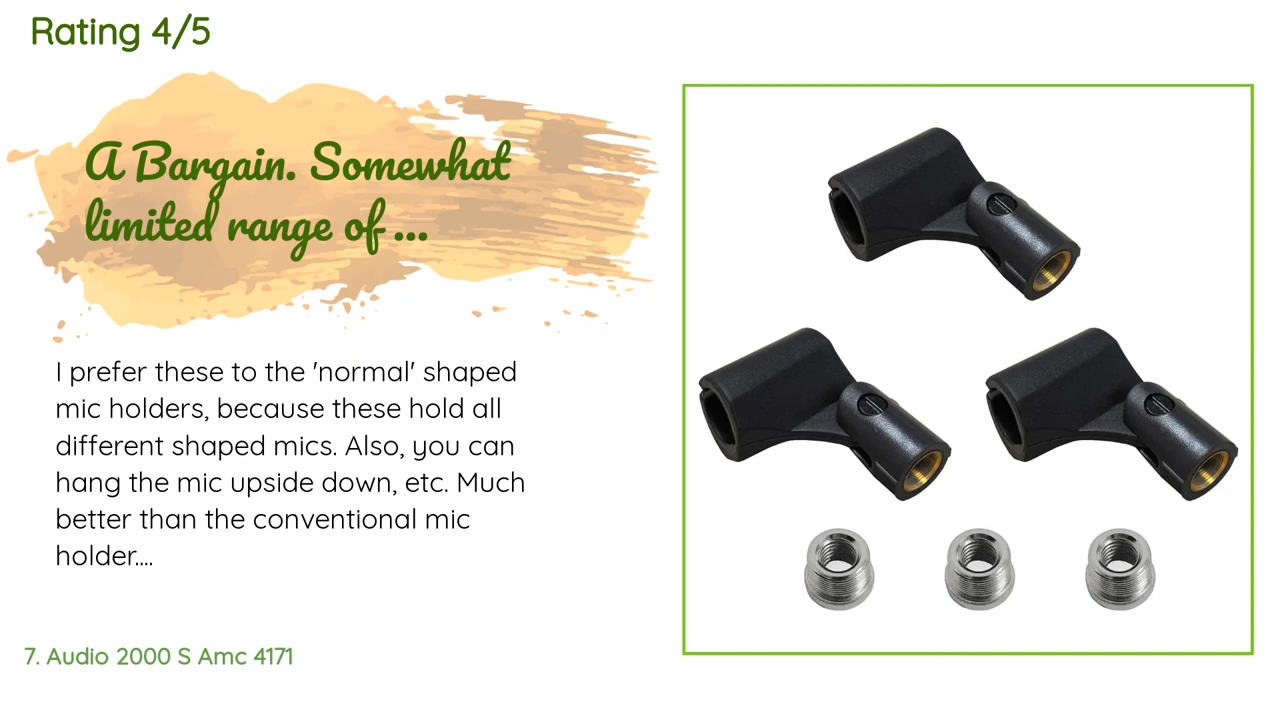 Rating 4/5
A Bargain. Somewhat
limited range of ...
I prefer these to the 'normal' shaped
mic holders, because these hold all
different shaped mics. Also, you can
hang the mic upside down, etc. Much
better than the conventional mic
holder....
7. Audio 2000 S Amc 4171